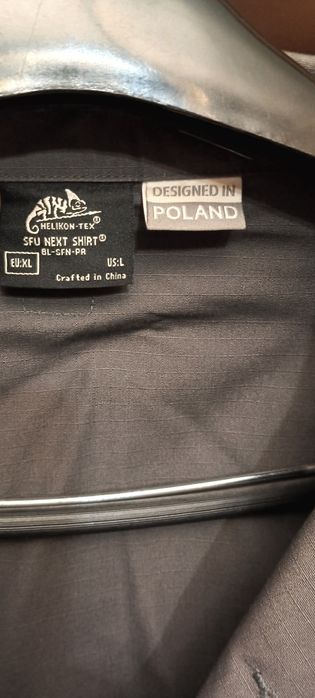 HELIKON-TEX®
SFU NEXT SHIRT®
BL-SFN-PR
EU:XL US:L
Crafted in China
DESIGNED IN
POLAND